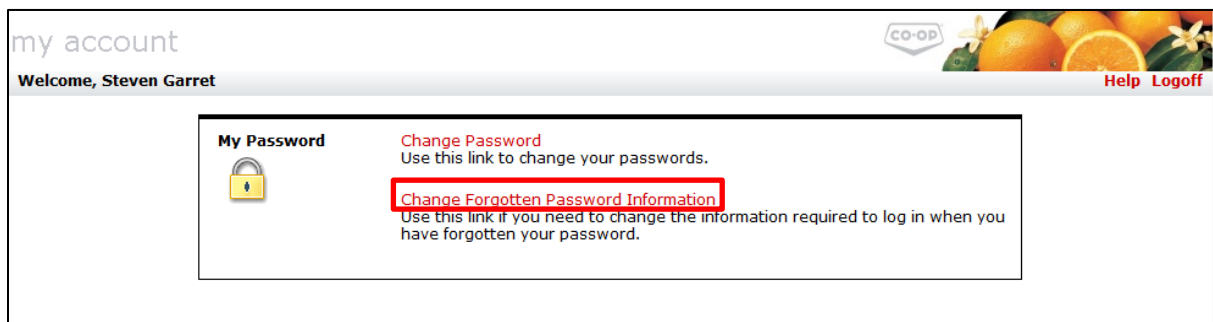 my account
CO-OP
Welcome, Steven Garret
Help Logoff
My Password
Change Password
Use this link to change your passwords.
Change Forgotten Password Information
Use this link if you need to change the information required to log in when you
have forgotten your password.